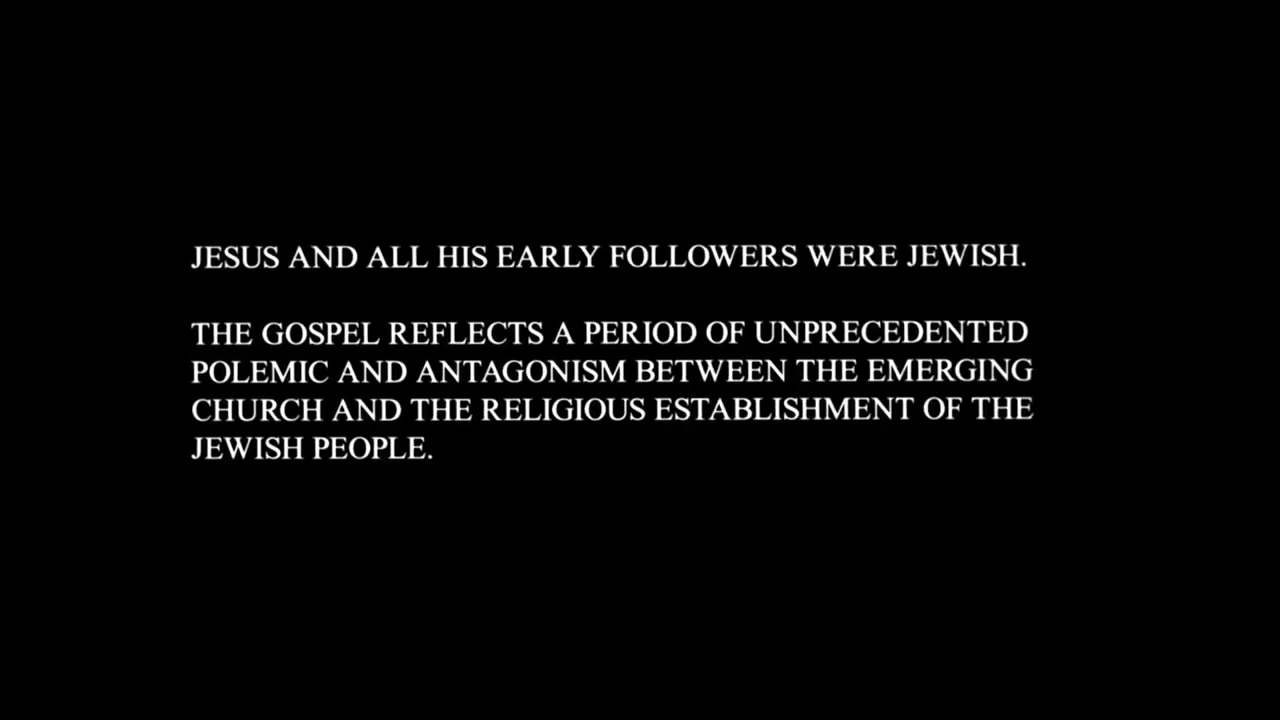 JESUS AND ALL HIS EARLY FOLLOWERS WERE JEWISH.
THE GOSPEL REFLECTS A PERIOD OF UNPRECEDENTED
POLEMIC AND ANTAGONISM BETWEEN THE EMERGING
CHURCH AND THE RELIGIOUS ESTABLISHMENT OF THE
JEWISH PEOPLE.